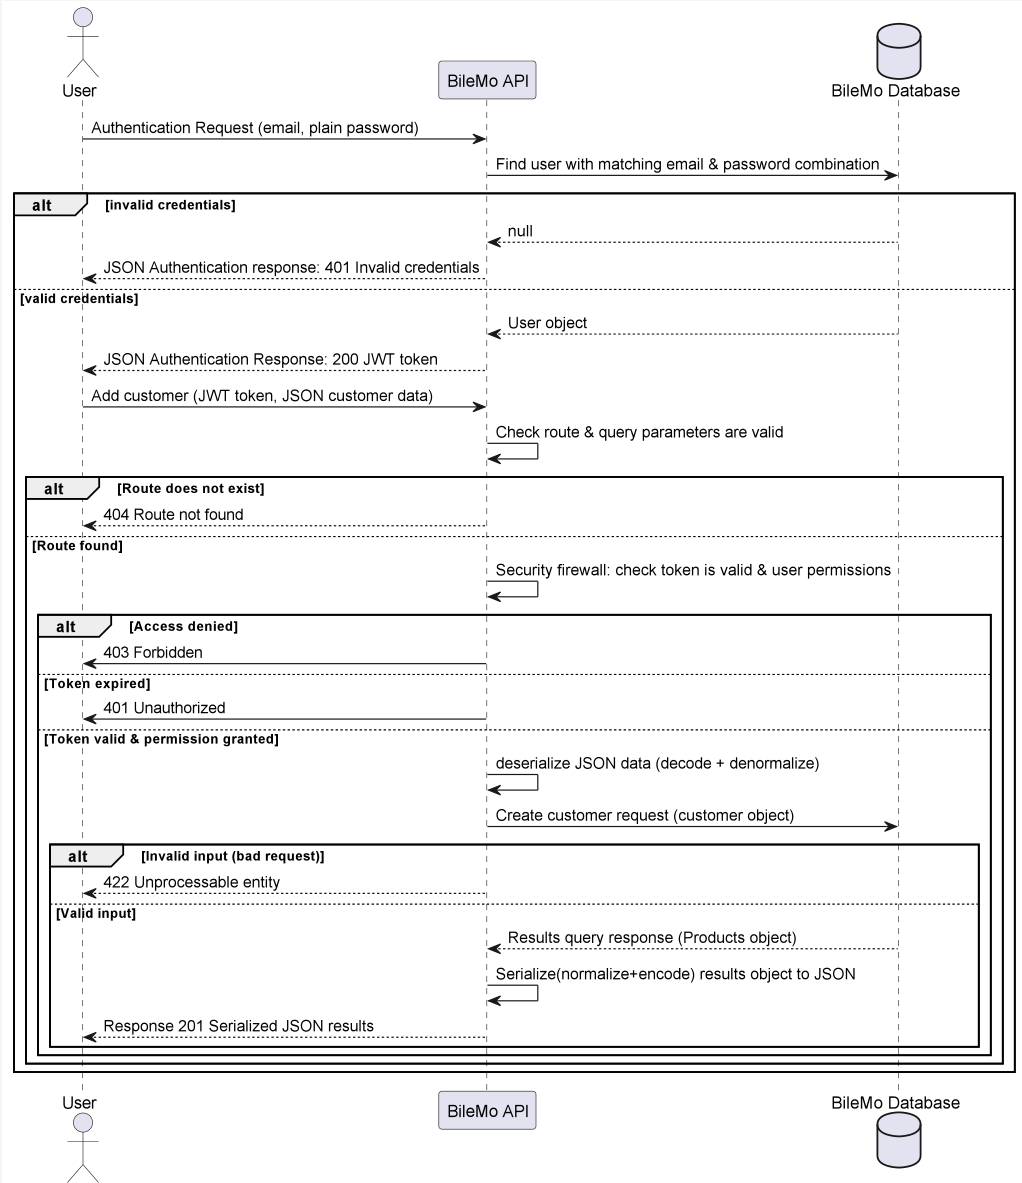 User
BileMo API
BileMo Database
Authentication Request (email, plain password)
Find user with matching email & password combination
alt [invalid credentials]
null
JSON Authentication response: 401 Invalid credentials
[valid credentials]
User object
JSON Authentication Response: 200 JWT token
Add customer (JWT token, JSON customer data)
Check route & query parameters are valid
alt [Route does not exist]
404 Route not found
[Route found]
Security firewall: check token is valid & user permissions
alt [Access denied]
403 Forbidden
[Token expired]
401 Unauthorized
[Token valid & permission granted]
deserialize JSON data (decode + denormalize)
Create customer request (customer object)
alt [Invalid input (bad request)]
422 Unprocessable entity
[Valid input]
Results query response (Products object)
Serialize(normalize+encode) results object to JSON
Response 201 Serialized JSON results
User
BileMo API
BileMo Database